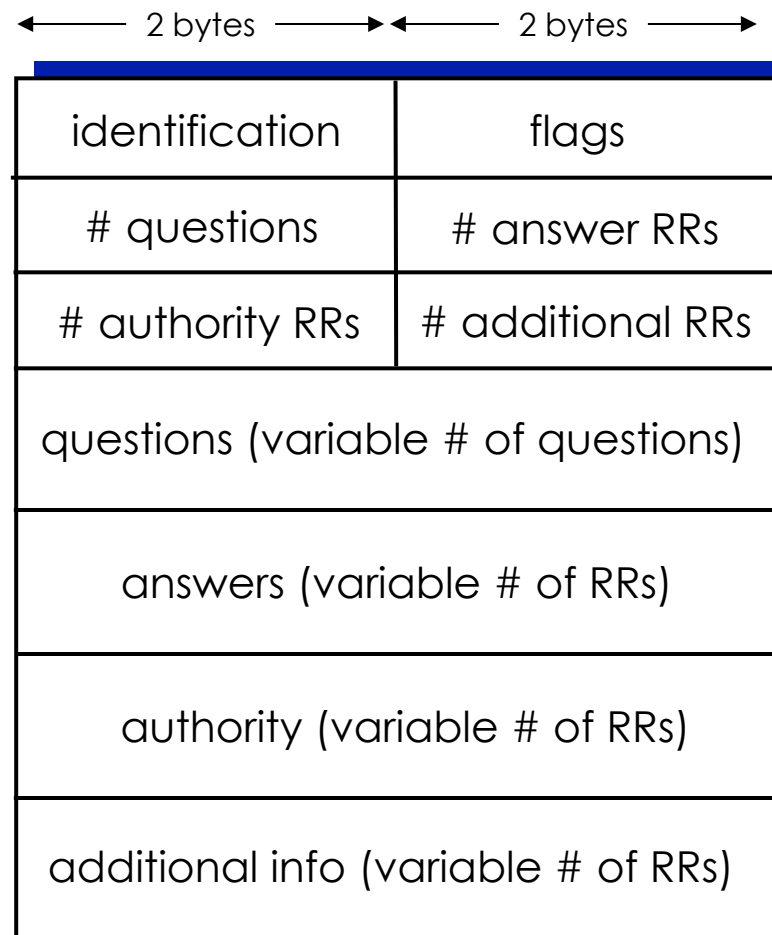 2 bytes 2 bytes
identification flags
# questions # answer RRs
# authority RRs # additional RRs
questions (variable # of questions)
answers (variable # of RRs)
authority (variable # of RRs)
additional info (variable # of RRs)